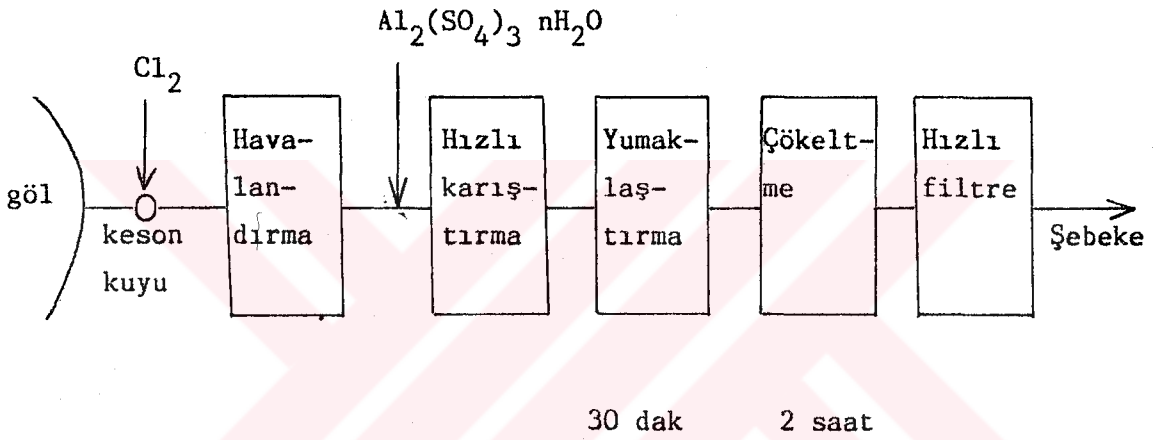 Al2(SO4)3 nH2O
Cl2
göl
keson
kuyu
Hava-
lan-
dırma
Hızlı
karış-
tırma
Yumak-
laş-
tırma
Çökelt-
me
Hızlı
filtre
Şebeke
30 dak
2 saat